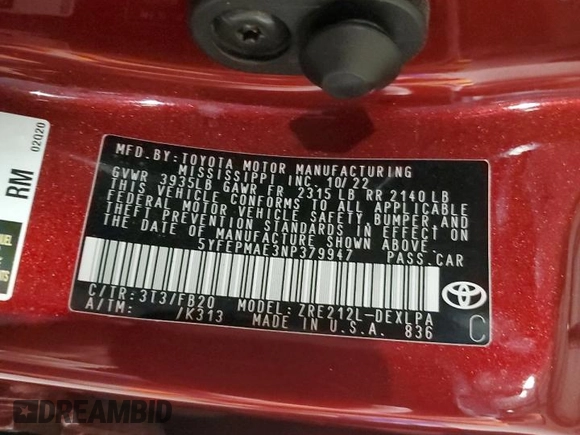 MFD.BY:TOYOTA MOTOR MANUFACTURING
MISSISSIPPI INC. 10/22
GVWR 3935LB GAWR FR 2315 LB RR 2140 LB
THIS VEHICLE CONFORMS TO ALL APPLICABLE
FEDERAL MOTOR VEHICLE SAFETY, BUMPER, AND
THEFT PREVENTION STANDARDS IN EFFECT ON
THE DATE OF MANUFACTURE SHOWN ABOVE.
5YFEPMAE3NP379947 PASS.CAR
C/TR:3T3/FB20 MODEL:ZRE212L-DEXLPA
A/TM: /K313 MADE IN U.S.A. 836
TOYOTA
C
RM
02020
DREAMBID